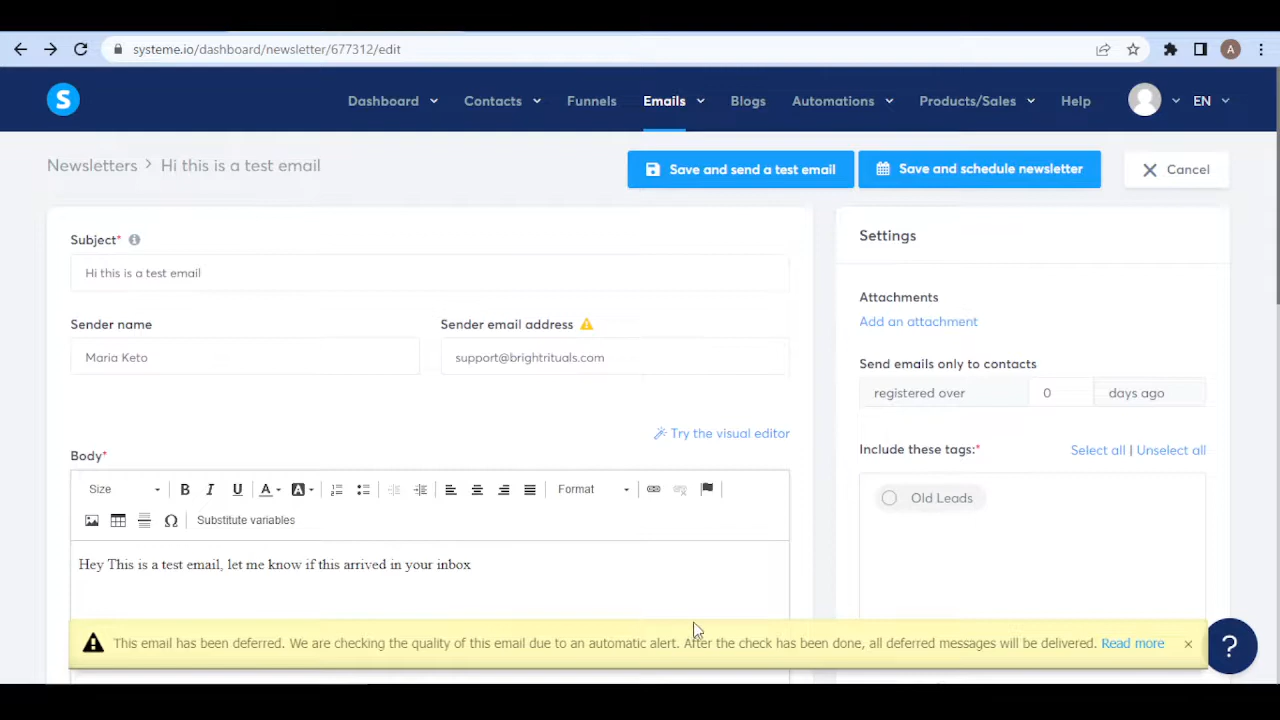 systeme.io/dashboard/newsletter/677312/edit
A
S
Dashboard Contacts Funnels Emails Blogs Automations Products/Sales Help EN
Newsletters > Hi this is a test email
Save and send a test email
Save and schedule newsletter
Cancel
Subject*
Hi this is a test email
Sender name
Sender email address
Maria Keto
support@brightrituals.com
Try the visual editor
Body*
Size B I U A A Format
Substitute variables
Hey This is a test email, let me know if this arrived in your inbox
Settings
Attachments
Add an attachment
Send emails only to contacts
registered over 0 days ago
Include these tags:* Select all | Unselect all
Old Leads
This email has been deferred. We are checking the quality of this email due to an automatic alert. After the check has been done, all deferred messages will be delivered. Read more ×
?